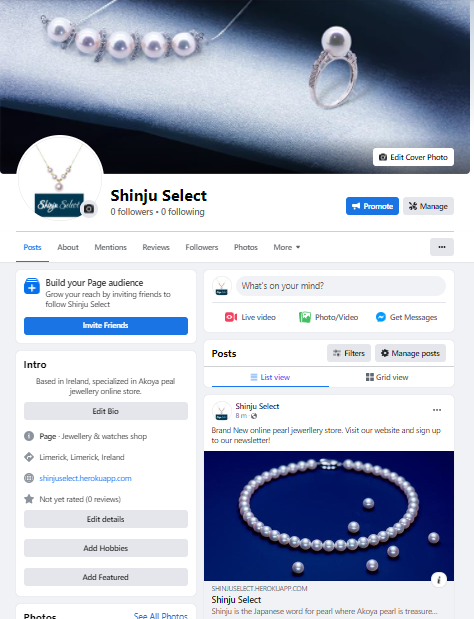 Edit Cover Photo
Shinju Select
Shinju Select
0 followers • 0 following
Promote
Manage
Posts About Mentions Reviews Followers Photos More
Build your Page audience
Grow your reach by inviting friends to
follow Shinju Select
Invite Friends
Intro
Based in Ireland, specialized in Akoya peal
jewellery online store.
Edit Bio
Page · Jewellery & watches shop
Limerick, Limerick, Ireland
shinjuselect.herokuapp.com
Not yet rated (0 reviews)
Edit details
Add Hobbies
Add Featured
Photos
See All Photos
What's on your mind?
Live video
Photo/Video
Get Messages
Posts
Filters
Manage posts
List view
Grid view
Shinju Select
8 m ·
Brand New online pearl jewerllery store. Visit our website and sign up
to our newsletter!
SHINJUSELECT.HEROKUAPP.COM
Shinju Select
Shinju is the Japanese word for pearl where Akoya pearl is treasure...